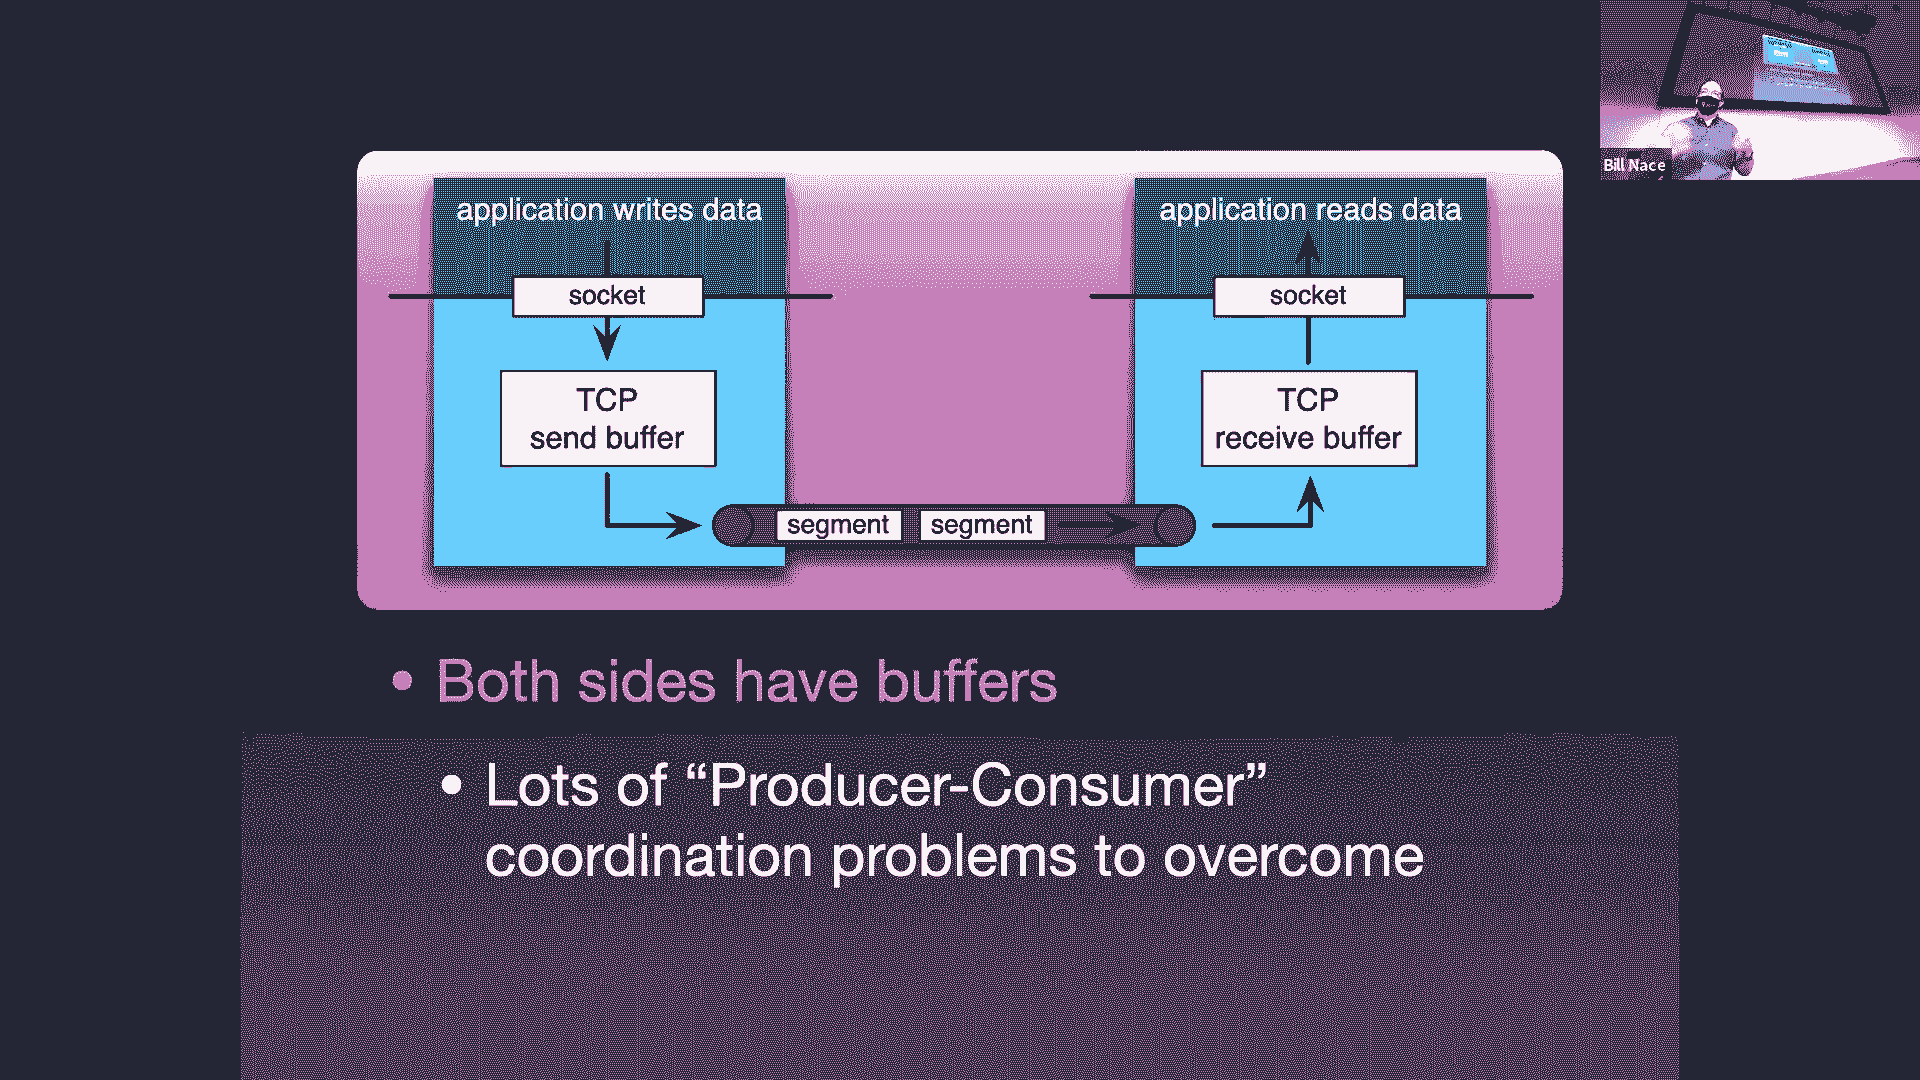 Bill Nace
application writes data
application reads data
socket
socket
TCP
send buffer
TCP
receive buffer
segment
segment
• Both sides have buffers
• Lots of “Producer-Consumer”
coordination problems to overcome